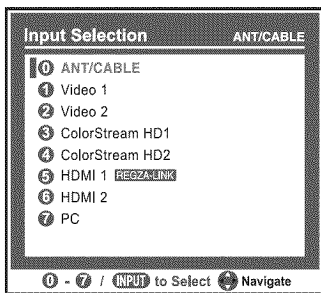 Input Selection ANT/CABLE
0 ANT/CABLE
1 Video 1
2 Video 2
3 ColorStream HD1
4 ColorStream HD2
5 HDMI 1 REGZA-LINK
6 HDMI 2
7 PC
0 - 7 / INPUT to Select Navigate